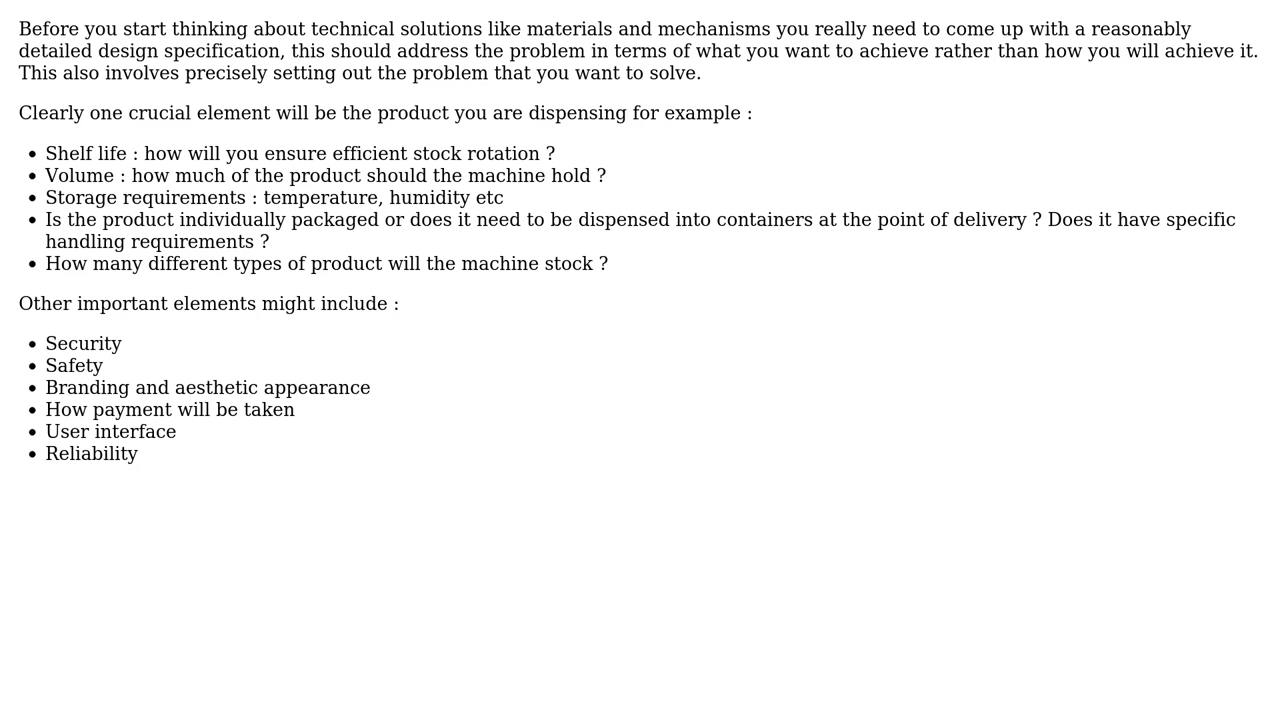 Before you start thinking about technical solutions like materials and mechanisms you really need to come up with a reasonably
detailed design specification, this should address the problem in terms of what you want to achieve rather than how you will achieve it.
This also involves precisely setting out the problem that you want to solve.
Clearly one crucial element will be the product you are dispensing for example :
• Shelf life : how will you ensure efficient stock rotation ?
• Volume : how much of the product should the machine hold ?
• Storage requirements : temperature, humidity etc
• Is the product individually packaged or does it need to be dispensed into containers at the point of delivery ? Does it have specific
handling requirements ?
• How many different types of product will the machine stock ?
Other important elements might include :
• Security
• Safety
• Branding and aesthetic appearance
• How payment will be taken
• User interface
• Reliability